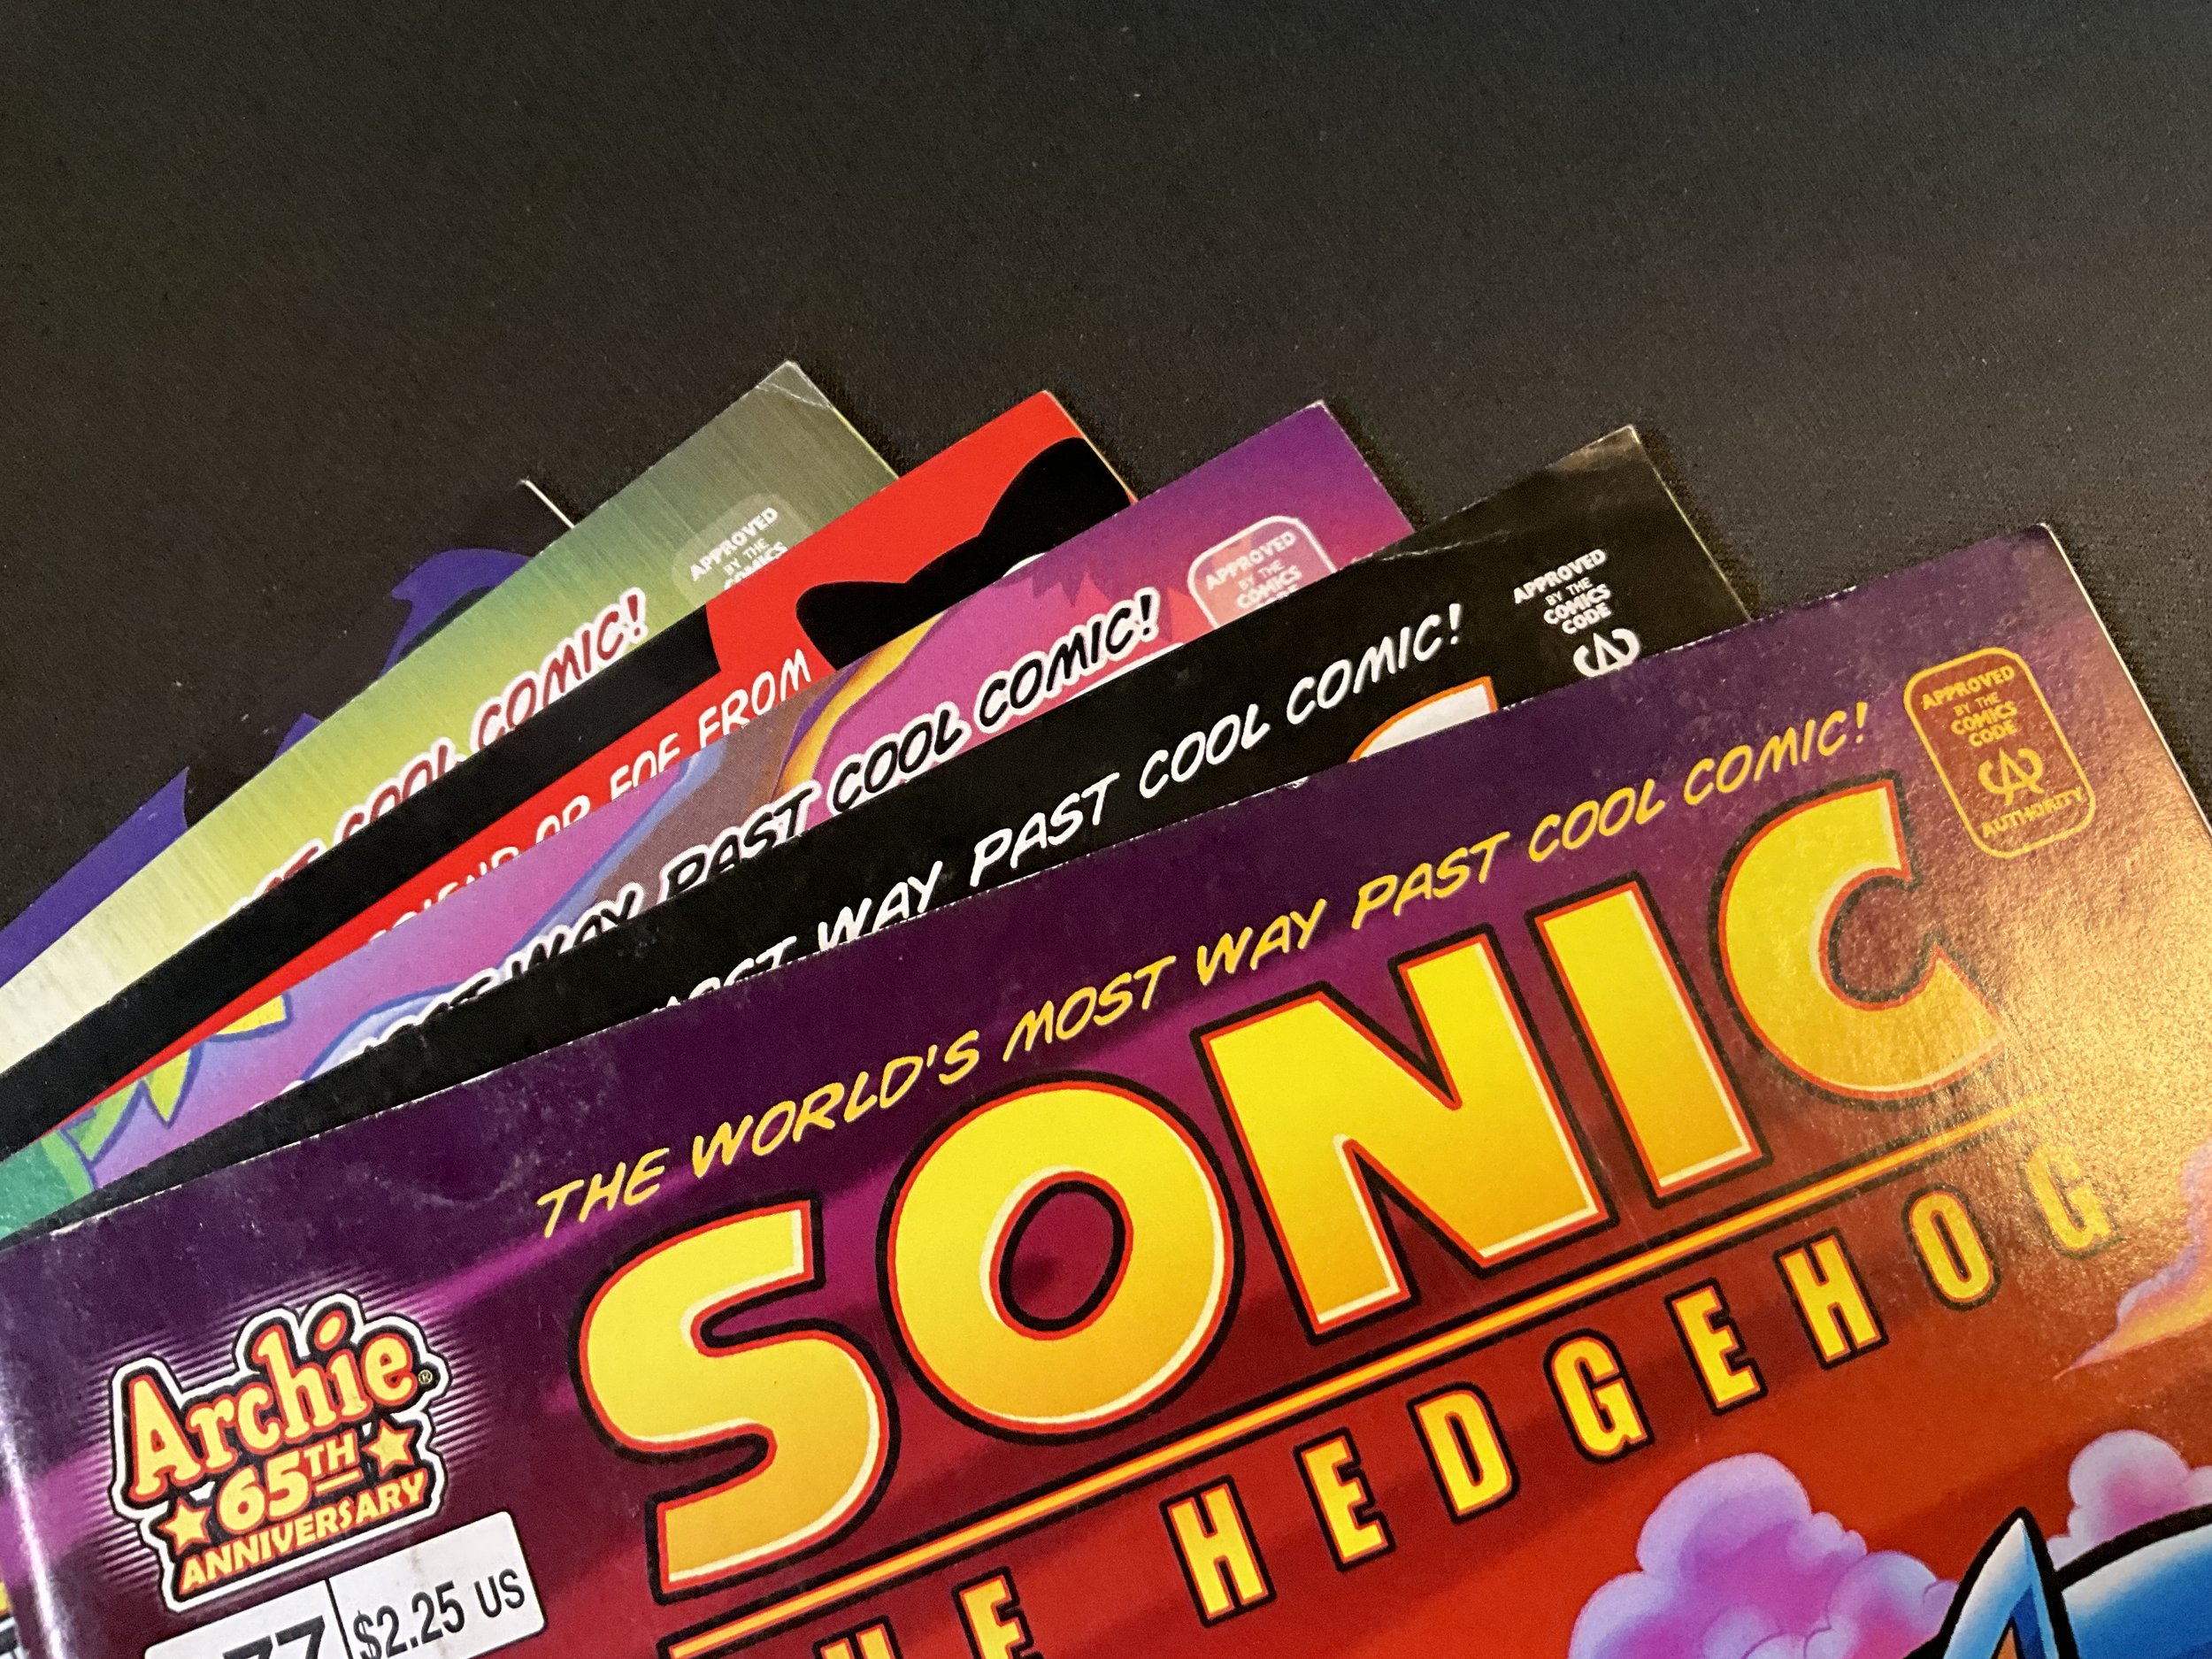 APPROVED
BY THE
COMICS
COOL COMIC!
OR FOE FROM
APPROVED
BY THE
COMICS
WAY PAST COOL COMIC!
APPROVED
BY THE
COMICS
CODE
A
MOST WAY PAST COOL COMIC!
APPROVED
BY THE
COMICS
CODE
A
AUTHORITY
THE WORLD'S MOST WAY PAST COOL COMIC!
SONIC
THE HEDGEHOG
Archie®
65TH
ANNIVERSARY
77 $2.25 US